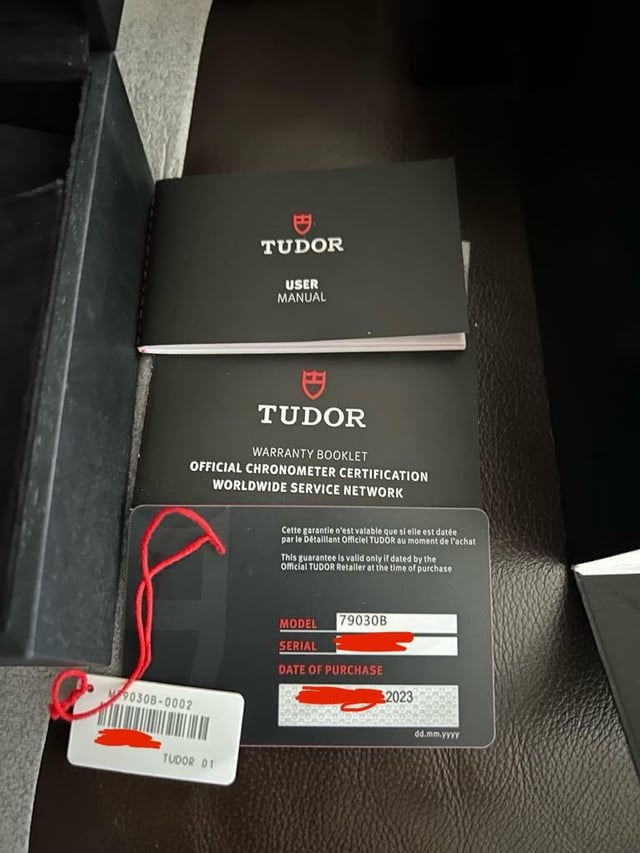 TUDOR
USER
MANUAL
TUDOR
WARRANTY BOOKLET
OFFICIAL CHRONOMETER CERTIFICATION
WORLDWIDE SERVICE NETWORK
Cette garantie n'est valable que si elle est datée
par le Détaillant Officiel TUDOR au moment de l'achat
This guarantee is valid only if dated by the
Official TUDOR Retailer at the time of purchase
MODEL 79030B
SERIAL
DATE OF PURCHASE
2023
dd.mm.yyyy
M79030B-0002
TUDOR 01